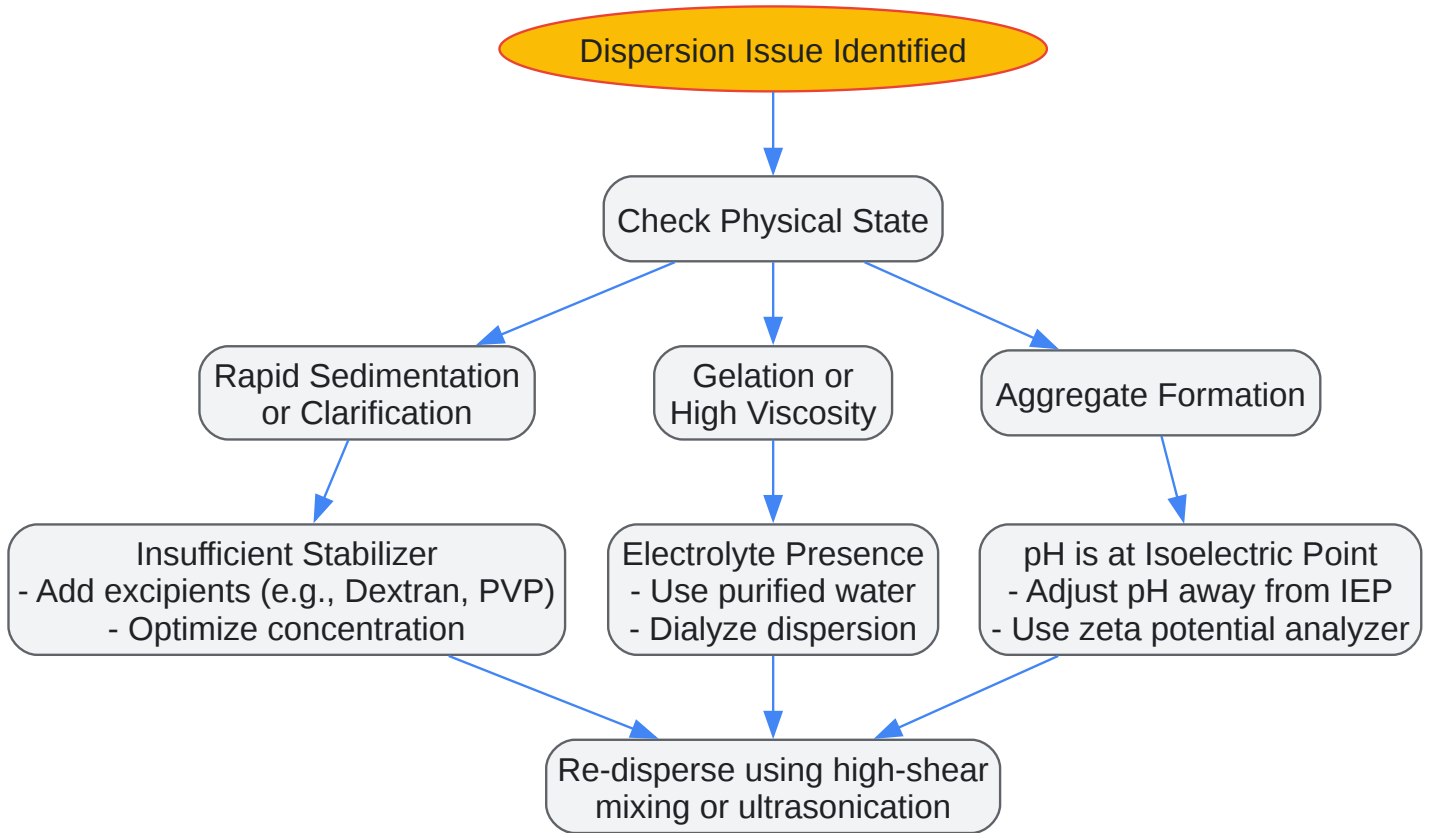 Dispersion Issue Identified
Check Physical State
Rapid Sedimentation
or Clarification
Gelation or
High Viscosity
Aggregate Formation
Insufficient Stabilizer
- Add excipients (e.g., Dextran, PVP)
- Optimize concentration
Electrolyte Presence
- Use purified water
- Dialyze dispersion
pH is at Isoelectric Point
- Adjust pH away from IEP
- Use zeta potential analyzer
Re-disperse using high-shear
mixing or ultrasonication